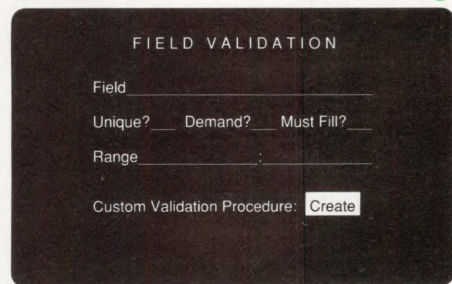 FIELD VALIDATION
Field
Unique? Demand? Must Fill?
Range :
Custom Validation Procedure: Create